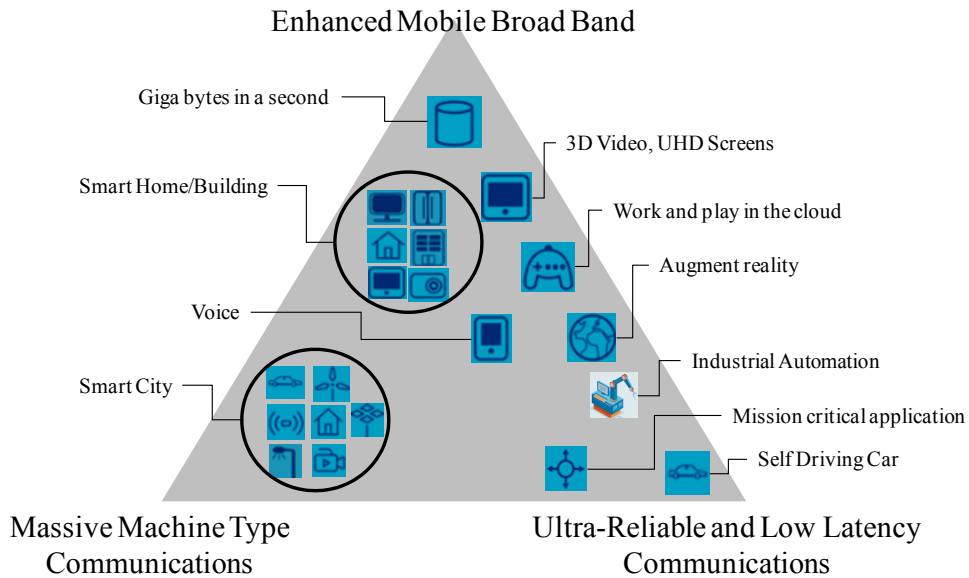 Enhanced Mobile Broad Band
Giga bytes in a second
3D Video, UHD Screens
Smart Home/Building
Work and play in the cloud
Augment reality
Voice
Industrial Automation
Smart City
Mission critical application
Self Driving Car
Massive Machine Type
Communications
Ultra-Reliable and Low Latency
Communications